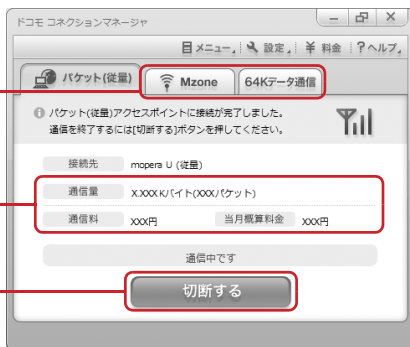 ドコモ コネクションマネージャ
メニュー 設定 ¥ 料金 ?ヘルプ
パケット(従量) Mzone 64Kデータ通信
パケット(従量)アクセスポイントに接続が完了しました。
通信を終了するには[切断する]ボタンを押してください。
接続先 mopera U (従量)
通信量 X.XXX Kバイト(XXXパケット)
通信料 XXX円 当月概算料金 XXX円
通信中です
切断する